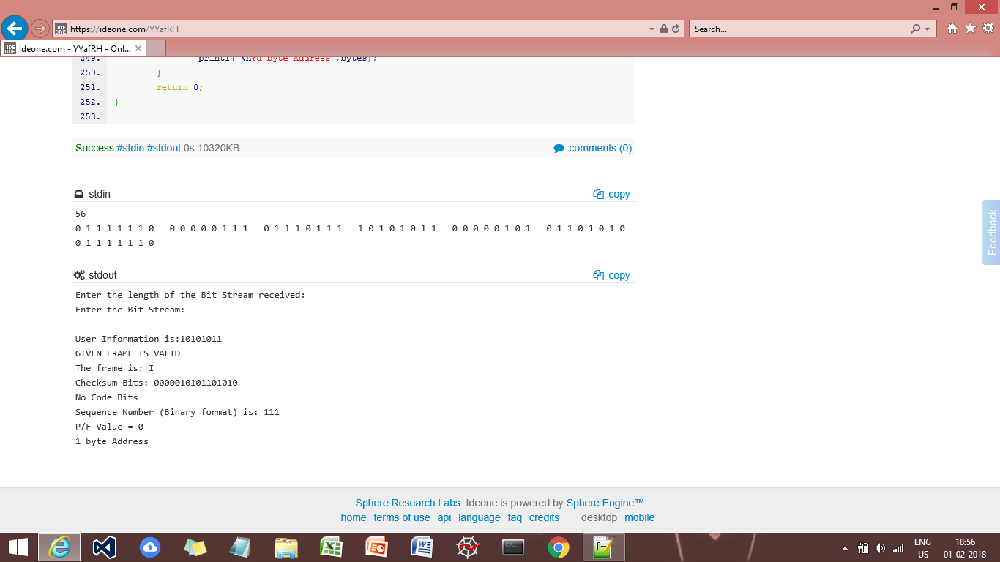 https://ideone.com/YYafRH
Search...
Ideone.com - YYafRH - Onl...
249. printf("\n%d byte Address",bytes);
250. }
251. return 0;
252. }
253.
Success #stdin #stdout 0s 10320KB
comments (0)
stdin
copy
56
0 1 1 1 1 1 1 0   0 0 0 0 0 1 1 1   0 1 1 1 0 1 1 1   1 0 1 0 1 0 1 1   0 0 0 0 0 1 0 1   0 1 1 0 1 0 1 0
0 1 1 1 1 1 1 0
stdout
copy
Enter the length of the Bit Stream received:
Enter the Bit Stream:
User Information is:10101011
GIVEN FRAME IS VALID
The frame is: I
Checksum Bits: 0000010101101010
No Code Bits
Sequence Number (Binary format) is: 111
P/F Value = 0
1 byte Address
Feedback
Sphere Research Labs. Ideone is powered by Sphere Engine™
home terms of use api language faq credits desktop mobile
ENG
US
18:56
01-02-2018